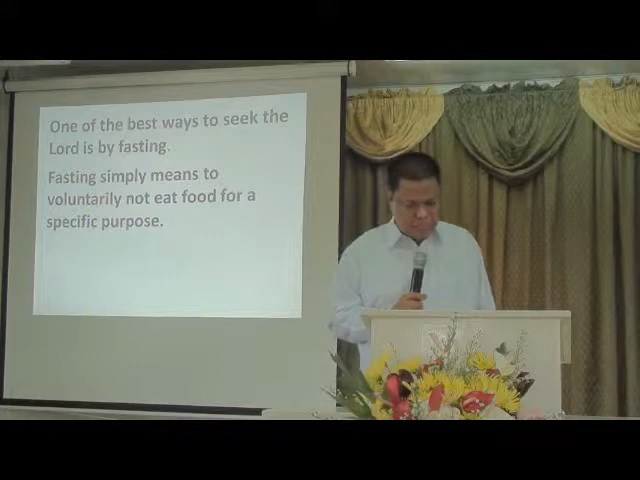 One of the best ways to seek the
Lord is by fasting.
Fasting simply means to
voluntarily not eat food for a
specific purpose.